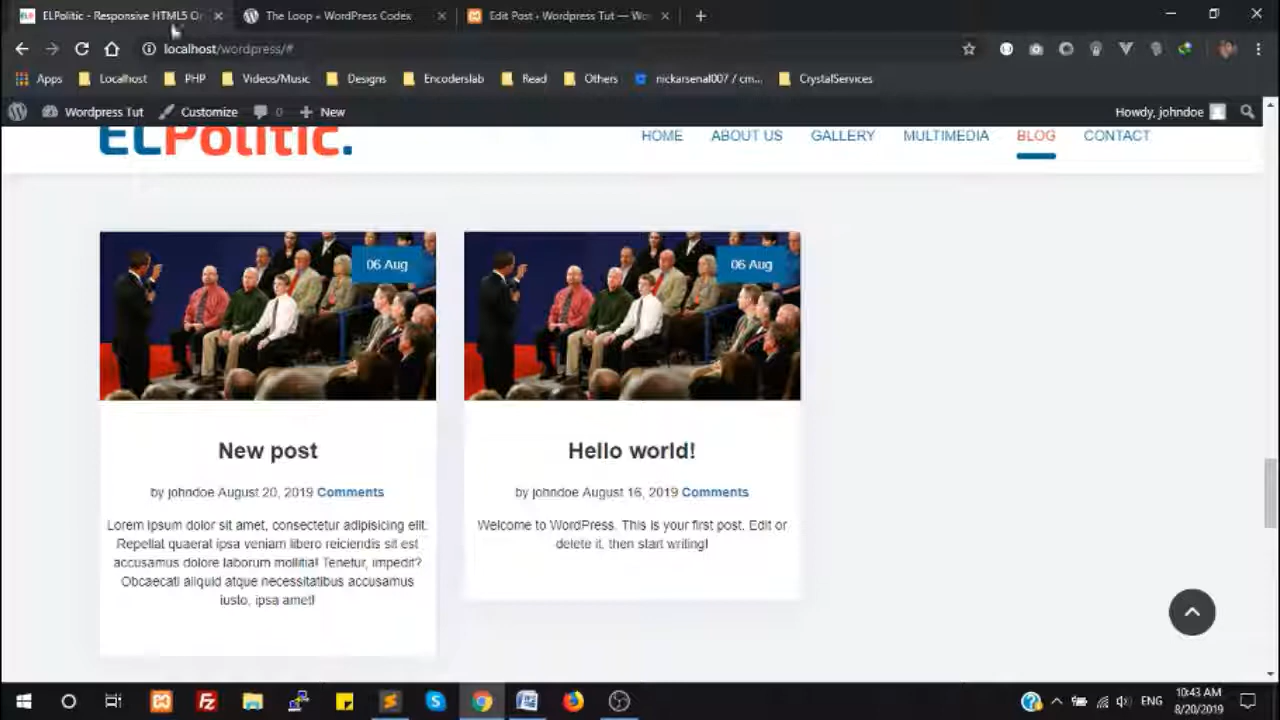 ELPolitic - Responsive HTML5 On
The Loop « WordPress Codex
Edit Post ‹ Wordpress Tut — Wo
localhost/wordpress/#
Apps
Localhost
PHP
Videos/Music
Designs
Encoderslab
Read
Others
nickarsenal007 / cm...
CrystalServices
Wordpress Tut
Customize
0
New
Howdy, johndoe
ELPolitic.
HOME
ABOUT US
GALLERY
MULTIMEDIA
BLOG
CONTACT
06 Aug
New post
by johndoe August 20, 2019 Comments
Lorem ipsum dolor sit amet, consectetur adipisicing elit.
Repellat quaerat ipsa veniam libero reiciendis sit est
accusamus dolore laborum mollitia! Tenetur, impedit?
Obcaecati aliquid atque necessitatibus accusamus
iusto, ipsa amet!
06 Aug
Hello world!
by johndoe August 16, 2019 Comments
Welcome to WordPress. This is your first post. Edit or
delete it, then start writing!
ENG
10:43 AM
8/20/2019